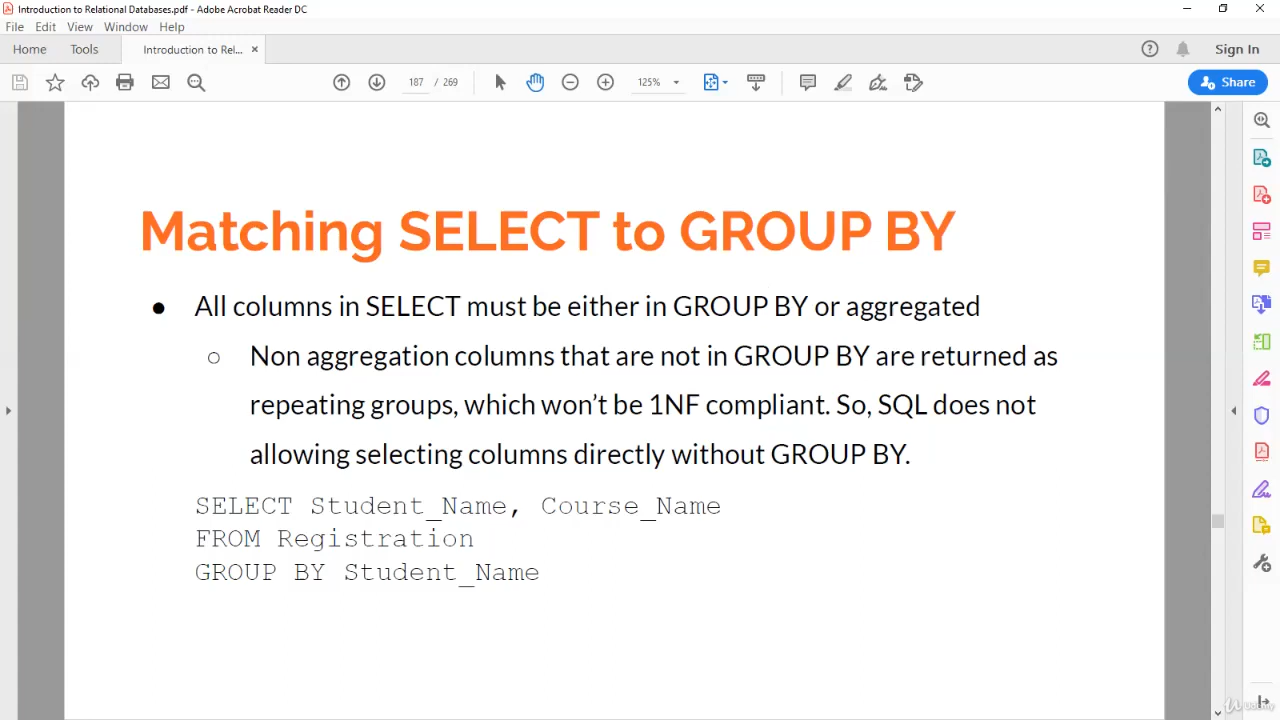 Introduction to Relational Databases.pdf - Adobe Acrobat Reader DC
File Edit View Window Help
Home Tools Introduction to Rel... × Sign In
187 / 269 125% Share
Matching SELECT to GROUP BY
● All columns in SELECT must be either in GROUP BY or aggregated
○ Non aggregation columns that are not in GROUP BY are returned as
repeating groups, which won’t be 1NF compliant. So, SQL does not
allowing selecting columns directly without GROUP BY.
SELECT Student_Name, Course_Name
FROM Registration
GROUP BY Student_Name
Udemy